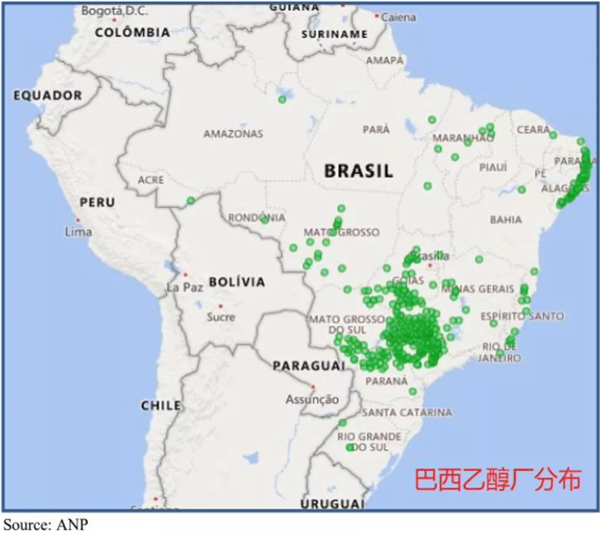 Bogotá,D.C.
GUIANA
Caiena
COLÔMBIA
SURINAME
AMAPÁ
EQUADOR
AMAZONAS
PARÁ
MARANHÃO
CEARÁ
BRASIL
PIAUÍ
PARAÍBA
ACRE
PE
ALAGOAS
PERU
RONDÔNIA
BAHIA
Lima
MATO GROSSO
Brasília
La Paz
BOLÍVIA
GOIÁS
MINAS GERAIS
Sucre
MATO GROSSO
DO SUL
ESPÍRITO SANTO
RIO DE
JANEIRO
PARAGUAI
PARANÁ
Assunção
CHILE
SANTA CATARINA
RIO GRANDE
DO SUL
巴西乙醇厂分布
Santiago
URUGUAI
Source: ANP